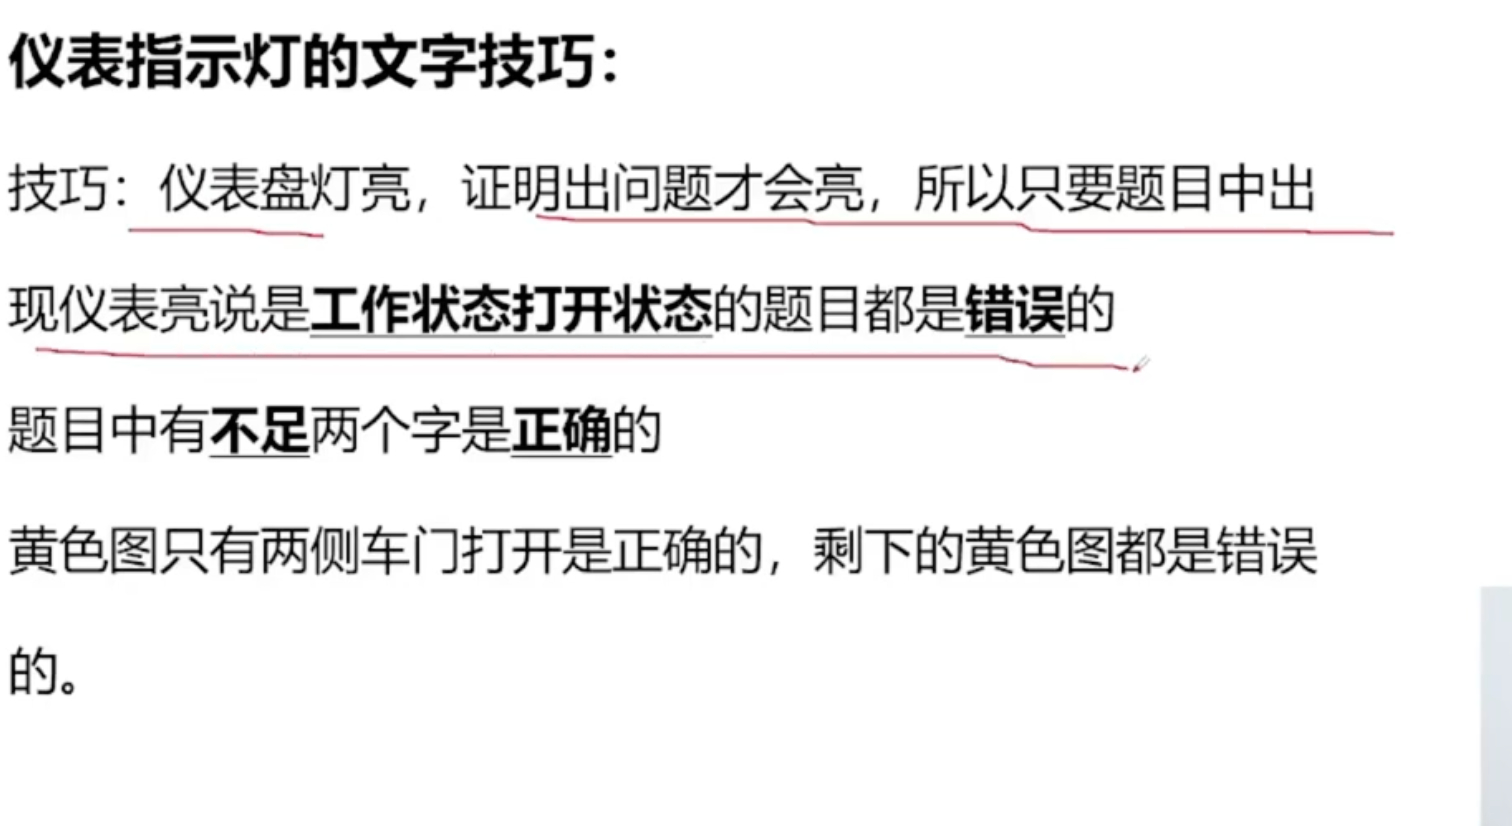 仪表指示灯的文字技巧：
技巧：仪表盘灯亮，证明出问题才会亮，所以只要题目中出
现仪表亮说是工作状态打开状态的题目都是错误的
题目中有不足两个字是正确的
黄色图只有两侧车门打开是正确的，剩下的黄色图都是错误
的。